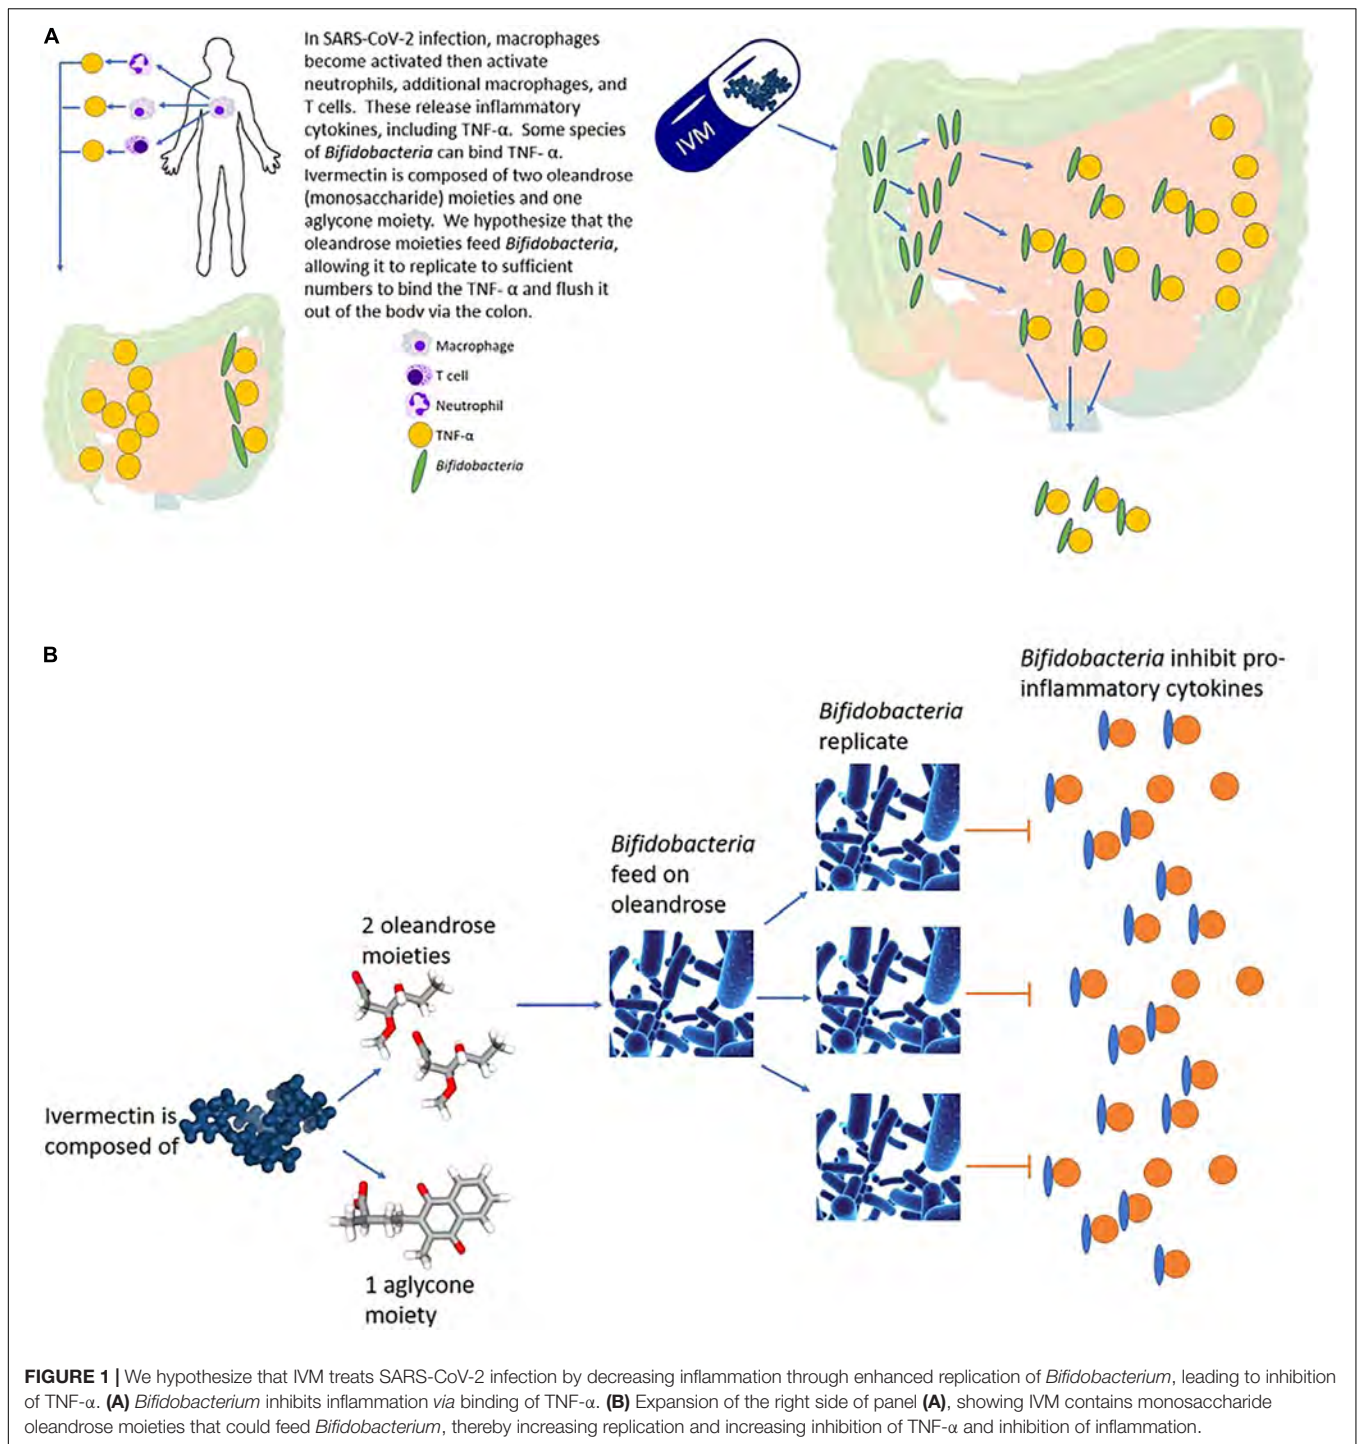 A
In SARS-CoV-2 infection, macrophages
become activated then activate
neutrophils, additional macrophages, and
T cells. These release inflammatory
cytokines, including TNF-α. Some species
of Bifidobacteria can bind TNF- α.
Ivermectin is composed of two oleandrose
(monosaccharide) moieties and one
aglycone moiety. We hypothesize that the
oleandrose moieties feed Bifidobacteria,
allowing it to replicate to sufficient
numbers to bind the TNF- α and flush it
out of the body via the colon.
Macrophage
T cell
Neutrophil
TNF-α
Bifidobacteria
IVM
B
Ivermectin is
composed of
2 oleandrose
moieties
1 aglycone
moiety
Bifidobacteria
feed on
oleandrose
Bifidobacteria
replicate
Bifidobacteria inhibit pro-
inflammatory cytokines
FIGURE 1 | We hypothesize that IVM treats SARS-CoV-2 infection by decreasing inflammation through enhanced replication of Bifidobacterium, leading to inhibition
of TNF-α. (A) Bifidobacterium inhibits inflammation via binding of TNF-α. (B) Expansion of the right side of panel (A), showing IVM contains monosaccharide
oleandrose moieties that could feed Bifidobacterium, thereby increasing replication and increasing inhibition of TNF-α and inhibition of inflammation.